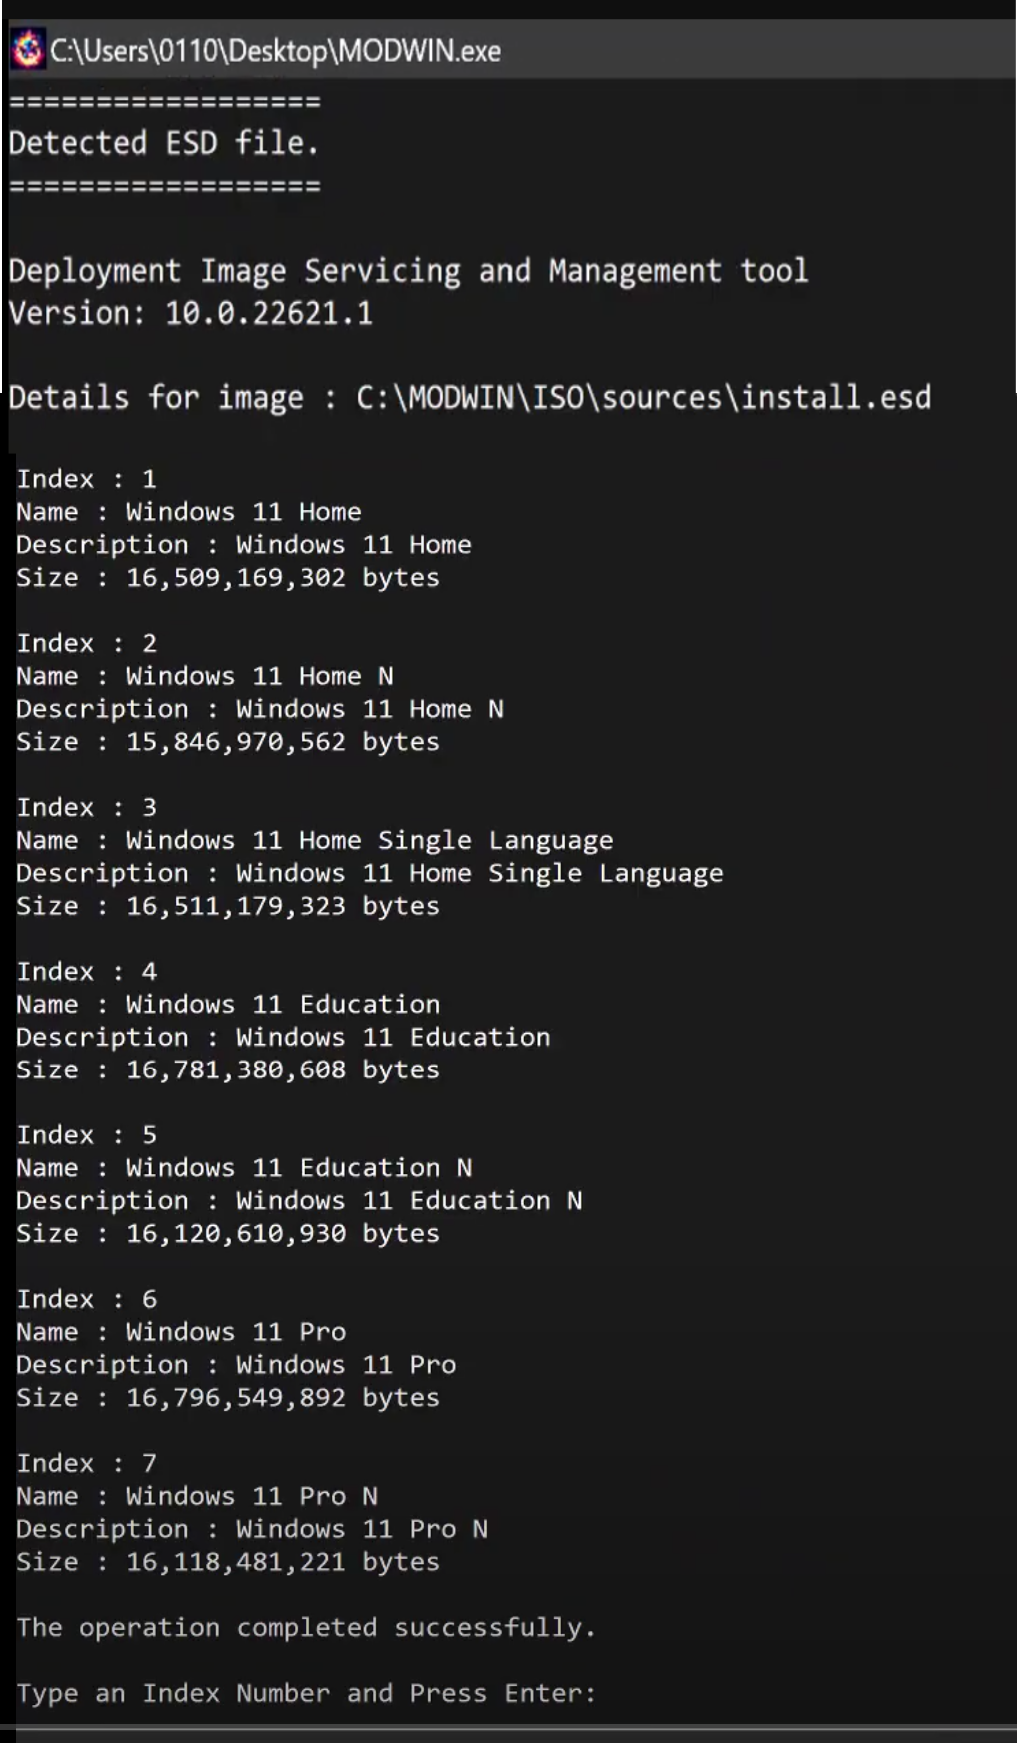 C:\Users\0110\Desktop\MODWIN.exe
==================
Detected ESD file.
==================
Deployment Image Servicing and Management tool
Version: 10.0.22621.1
Details for image : C:\MODWIN\ISO\sources\install.esd
Index : 1
Name : Windows 11 Home
Description : Windows 11 Home
Size : 16,509,169,302 bytes
Index : 2
Name : Windows 11 Home N
Description : Windows 11 Home N
Size : 15,846,970,562 bytes
Index : 3
Name : Windows 11 Home Single Language
Description : Windows 11 Home Single Language
Size : 16,511,179,323 bytes
Index : 4
Name : Windows 11 Education
Description : Windows 11 Education
Size : 16,781,380,608 bytes
Index : 5
Name : Windows 11 Education N
Description : Windows 11 Education N
Size : 16,120,610,930 bytes
Index : 6
Name : Windows 11 Pro
Description : Windows 11 Pro
Size : 16,796,549,892 bytes
Index : 7
Name : Windows 11 Pro N
Description : Windows 11 Pro N
Size : 16,118,481,221 bytes
The operation completed successfully.
Type an Index Number and Press Enter: